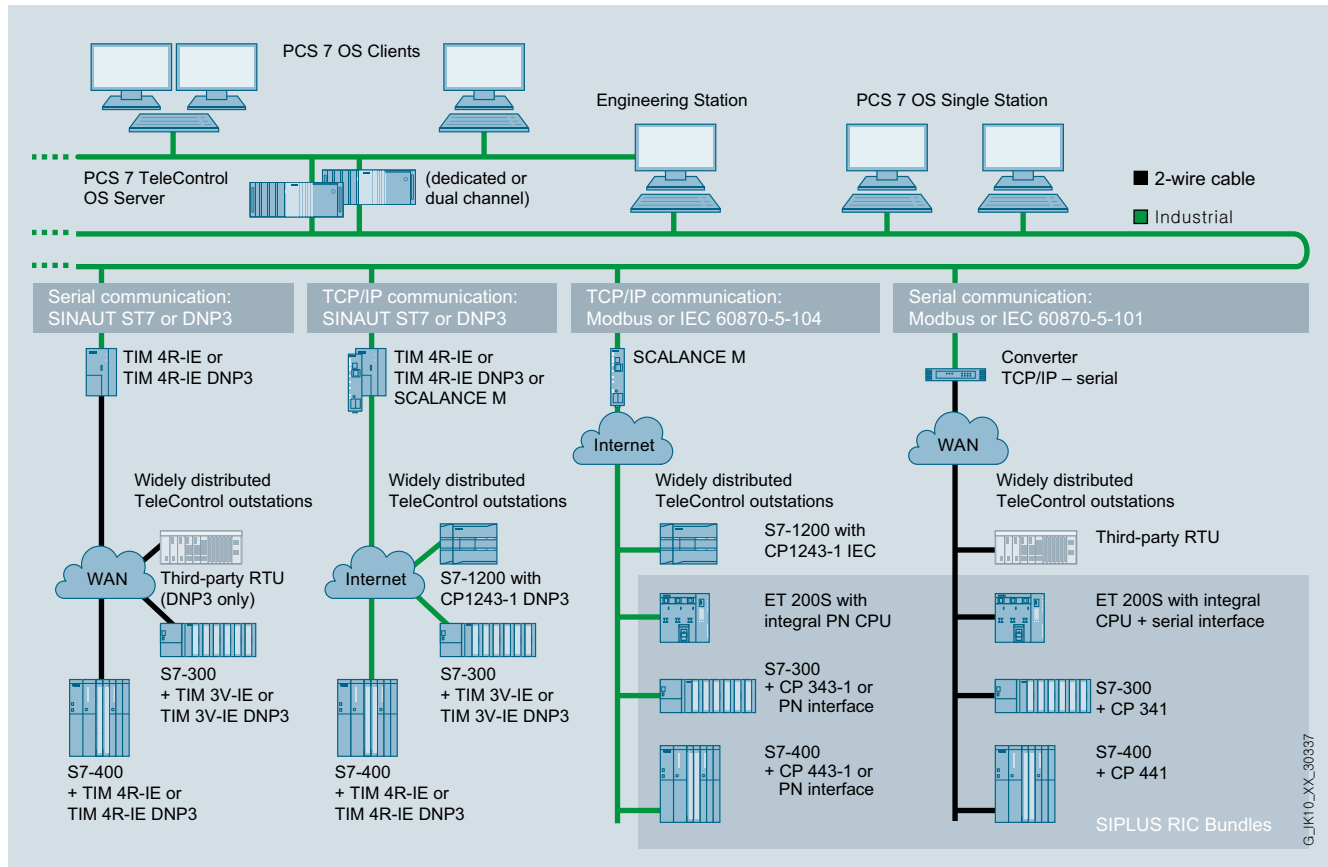 PCS 7 OS Clients
Engineering Station
PCS 7 OS Single Station
PCS 7 TeleControl
OS Server
(dedicated or
dual channel)
2-wire cable
Industrial
Serial communication:
SINAUT ST7 or DNP3
TCP/IP communication:
SINAUT ST7 or DNP3
TCP/IP communication:
Modbus or IEC 60870-5-104
Serial communication:
Modbus or IEC 60870-5-101
TIM 4R-IE or
TIM 4R-IE DNP3
TIM 4R-IE or
TIM 4R-IE DNP3 or
SCALANCE M
SCALANCE M
Converter
TCP/IP – serial
Internet
WAN
Widely distributed
TeleControl outstations
Widely distributed
TeleControl outstations
Widely distributed
TeleControl outstations
Widely distributed
TeleControl outstations
WAN
Third-party RTU
(DNP3 only)
S7-300
+ TIM 3V-IE or
TIM 3V-IE DNP3
S7-400
+ TIM 4R-IE or
TIM 4R-IE DNP3
Internet
S7-1200 with
CP1243-1 DNP3
S7-300
+ TIM 3V-IE or
TIM 3V-IE DNP3
S7-400
+ TIM 4R-IE or
TIM 4R-IE DNP3
S7-1200 with
CP1243-1 IEC
ET 200S with
integral PN CPU
S7-300
+ CP 343-1 or
PN interface
S7-400
+ CP 443-1 or
PN interface
Third-party RTU
ET 200S with integral
CPU + serial interface
S7-300
+ CP 341
S7-400
+ CP 441
SIPLUS RIC Bundles
G_IK10_XX_30337